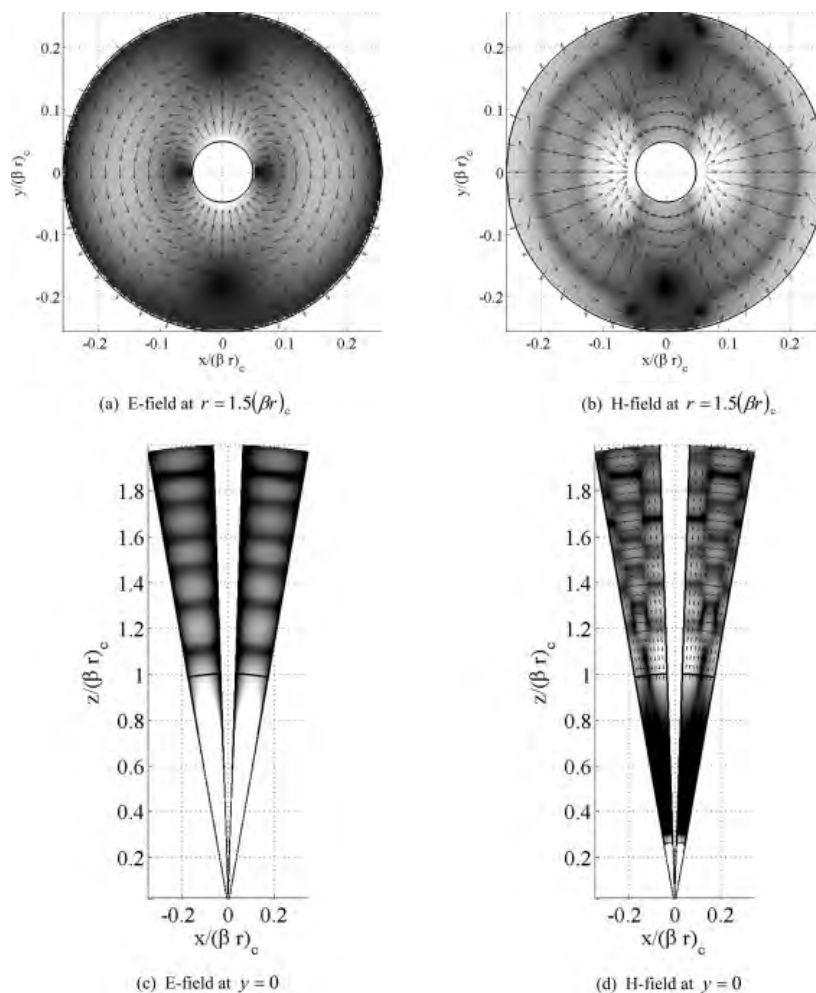 0.2
0.1
0
-0.1
-0.2
y/(β r)c
-0.2 -0.1 0 0.1 0.2
x/(β r)c
(a) E-field at r = 1.5(βr)c
0.2
0.1
0
-0.1
-0.2
y/(β r)c
-0.2 -0.1 0 0.1 0.2
x/(β r)c
(b) H-field at r = 1.5(βr)c
1.8
1.6
1.4
1.2
1
0.8
0.6
0.4
0.2
z/(β r)c
-0.2 0 0.2
x/(β r)c
(c) E-field at y = 0
1.8
1.6
1.4
1.2
1
0.8
0.6
0.4
0.2
z/(β r)c
-0.2 0 0.2
x/(β r)c
(d) H-field at y = 0